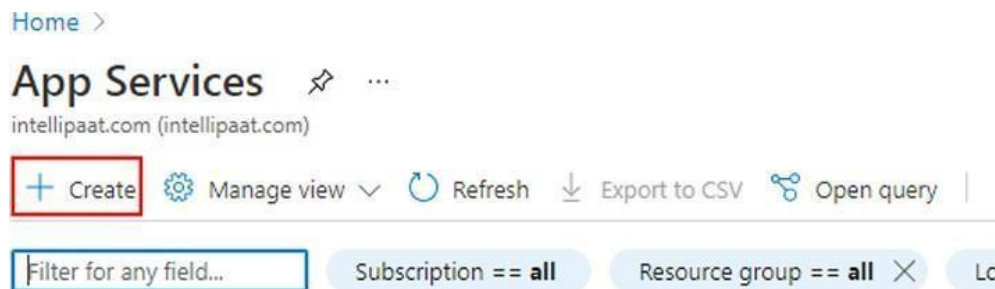 Home >
App Services ...
intellipaat.com (intellipaat.com)
+ Create Manage view Refresh Export to CSV Open query
Filter for any field... Subscription == all Resource group == all × Lo